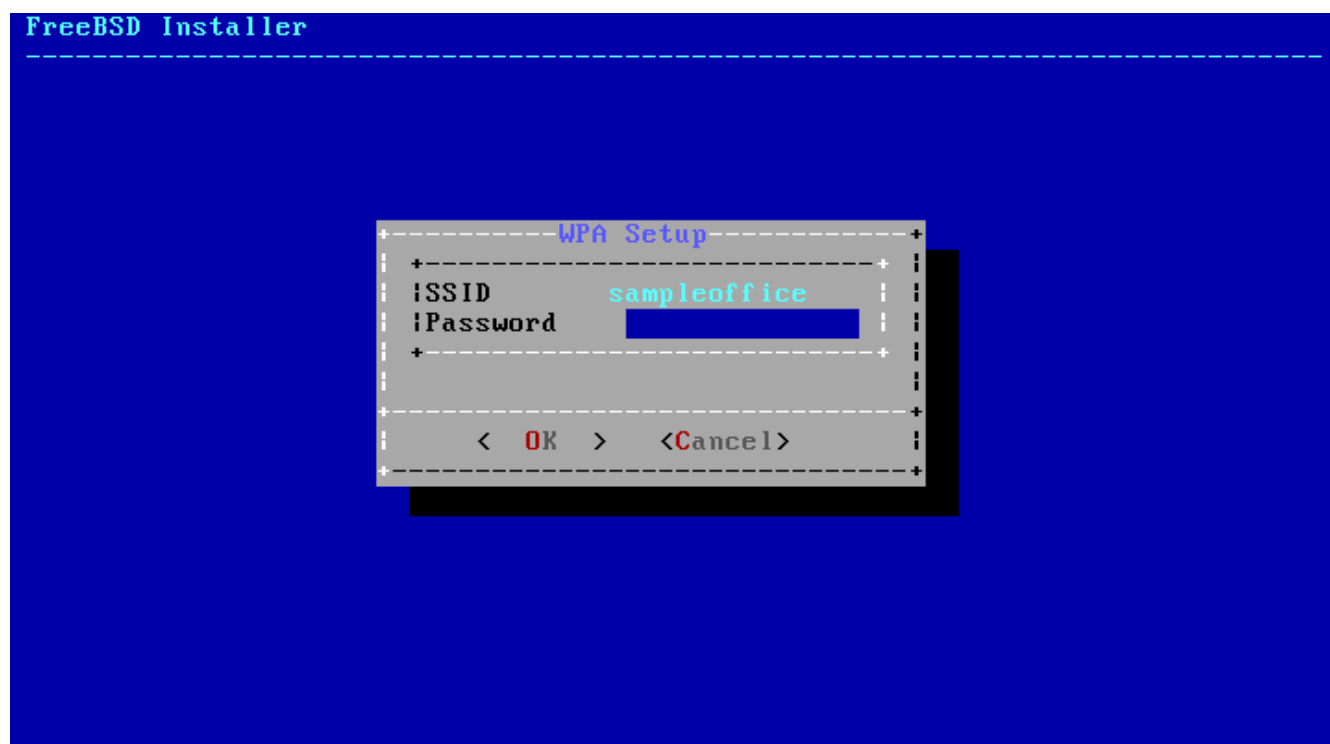 FreeBSD Installer
WPA Setup
SSID sampleoffice
Password
< OK > <Cancel>